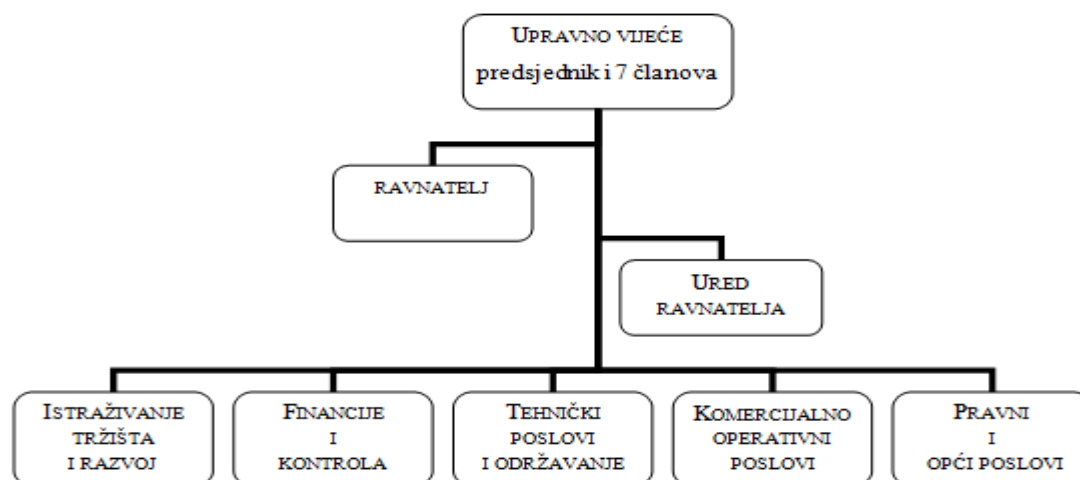 UPRAVNO VIJEĆE
predsjednik i 7 članova
RAVNATELJ
URED
RAVNATELJA
ISTRAŽIVANJE
TRŽIŠTA
I RAZVOJ
FINANCIJE
I
KONTROLA
TEHNIČKI
POSLOVI
I ODRŽAVANJE
KOMERCIJALNO
OPERATIVNI
POSLOVI
PRAVNI
I
OPĆI POSLOVI